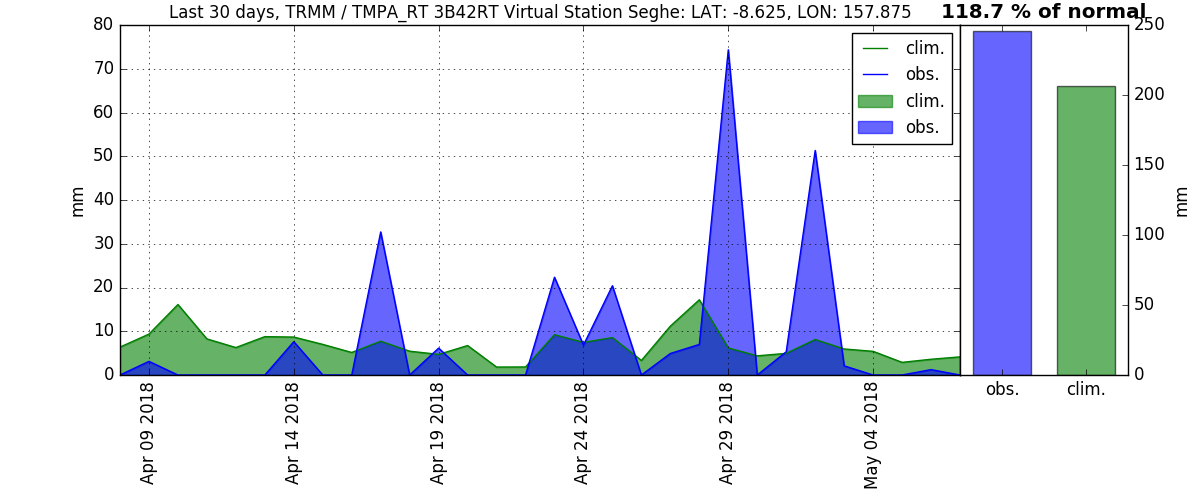 Last 30 days, TRMM / TMPA_RT 3B42RT Virtual Station Seghe: LAT: -8.625, LON: 157.875
118.7 % of normal
80
70
60
50
40
30
20
10
0
mm
clim.
obs.
clim.
obs.
Apr 09 2018
Apr 14 2018
Apr 19 2018
Apr 24 2018
Apr 29 2018
May 04 2018
250
200
150
100
50
0
mm
obs.
clim.